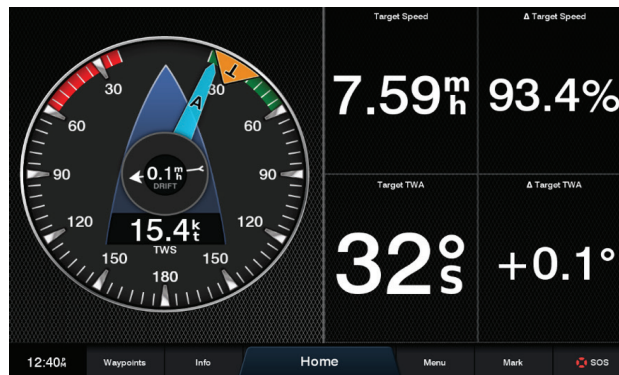 30
30
60
60
90
90
120
120
150
150
180
A
T
0.1 m/h
DRIFT
15.4 kt
TWS
Target Speed
7.59 m/h
Δ Target Speed
93.4%
Target TWA
32°S
Δ Target TWA
+0.1°
12:40 PM
Waypoints
Info
Home
Menu
Mark
SOS